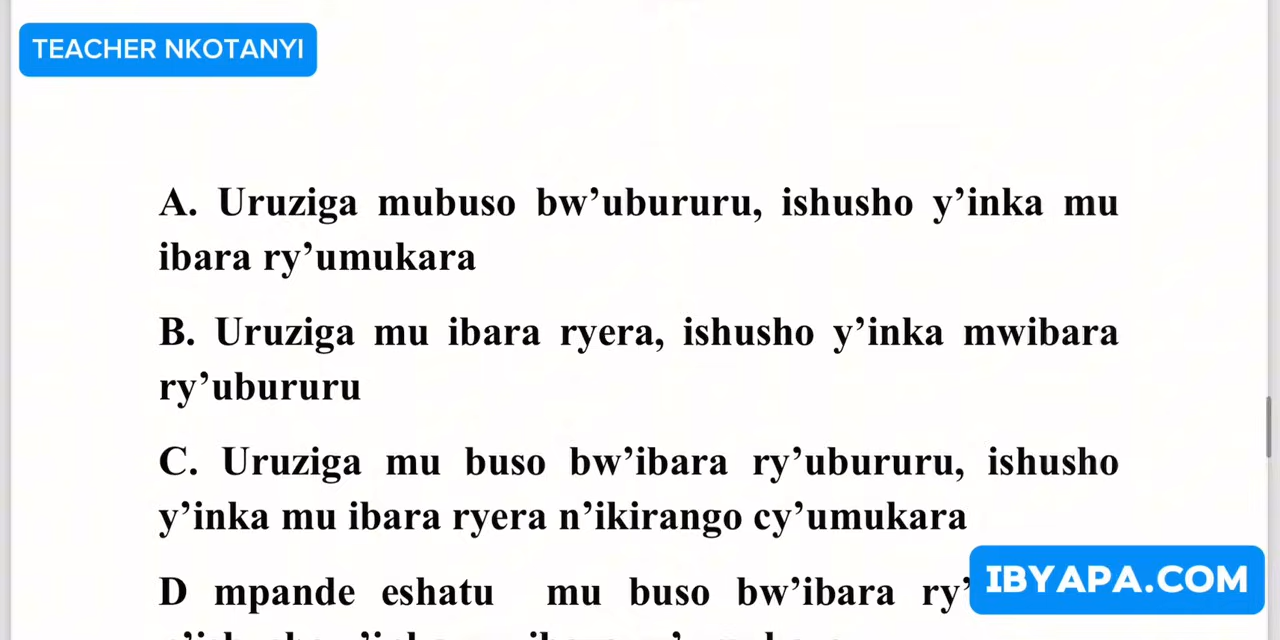 TEACHER NKOTANYI
A. Uruziga mubuso bw’ubururu, ishusho y’inka mu
ibara ry’umukara
B. Uruziga mu ibara ryera, ishusho y’inka mwibara
ry’ubururu
C. Uruziga mu buso bw’ibara ry’ubururu, ishusho
y’inka mu ibara ryera n’ikirango cy’umukara
D mpande eshatu mu buso bw’ibara ry’
IBYAPA.COM